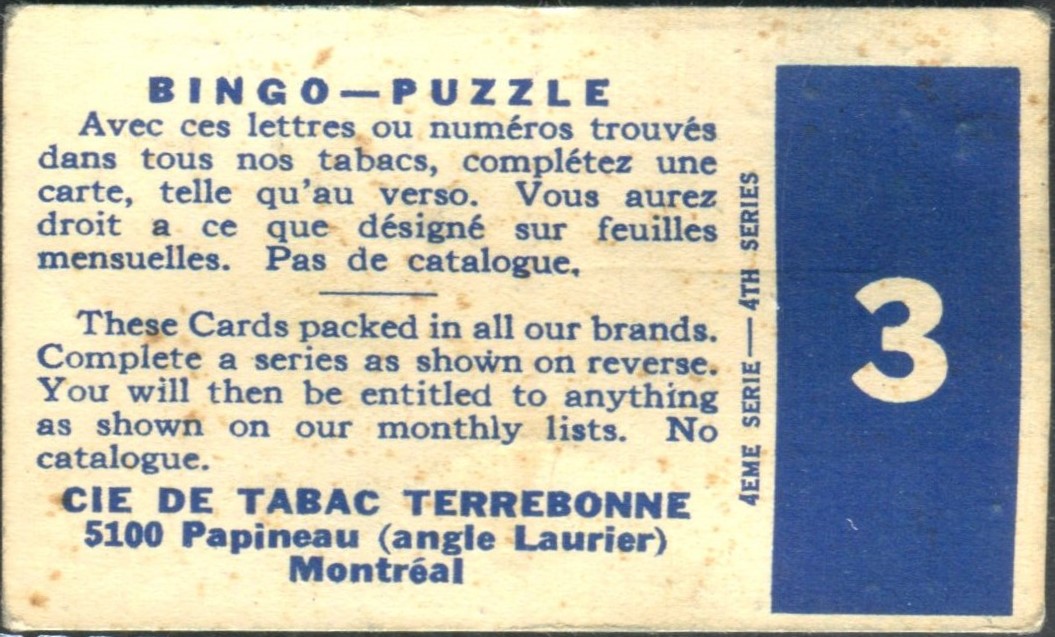 BINGO—PUZZLE
Avec ces lettres ou numéros trouvés
dans tous nos tabacs, complétez une
carte, telle qu'au verso. Vous aurez
droit a ce que désigné sur feuilles
mensuelles. Pas de catalogue.
These Cards packed in all our brands.
Complete a series as shown on reverse.
You will then be entitled to anything
as shown on our monthly lists. No
catalogue.
CIE DE TABAC TERREBONNE
5100 Papineau (angle Laurier)
Montréal
4EME SERIE—4TH SERIES
3